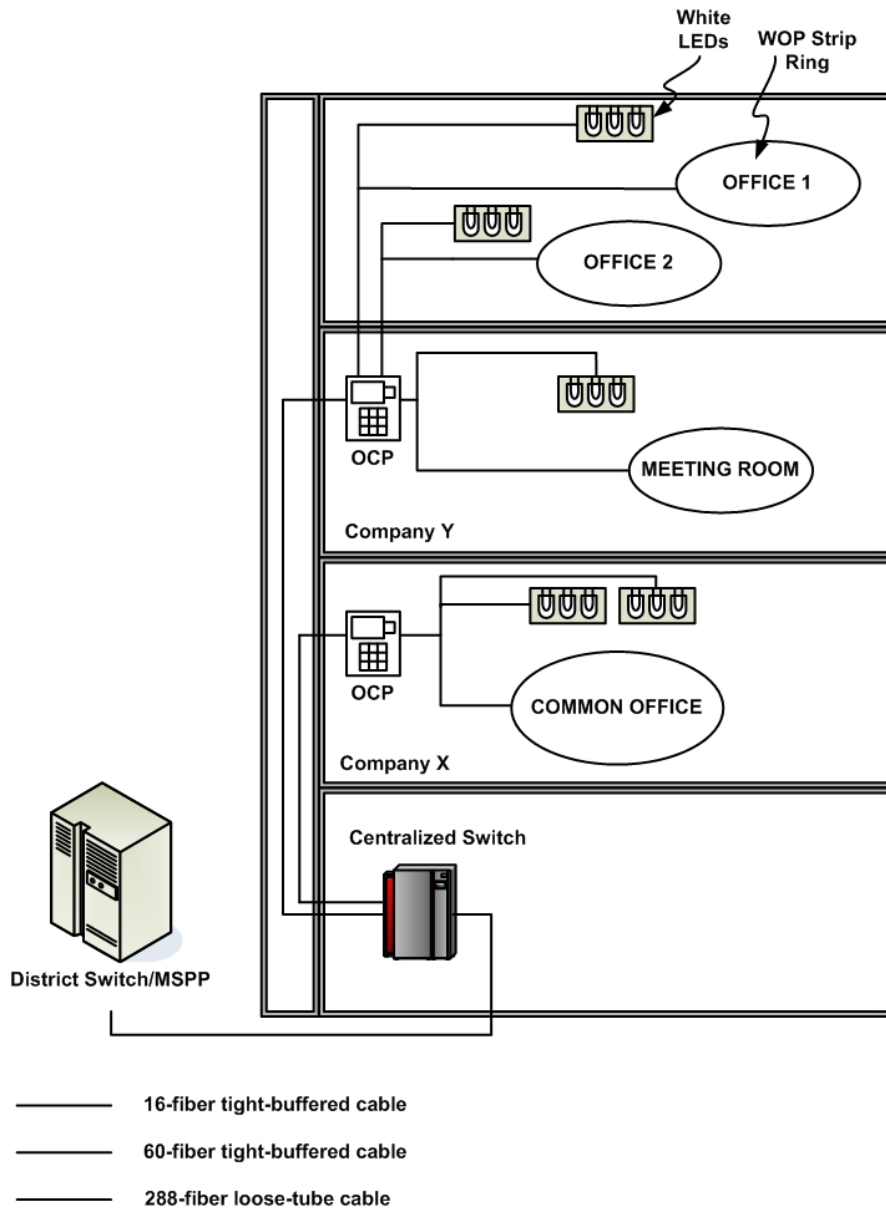 White
LEDs
WOP Strip
Ring
OFFICE 1
OFFICE 2
OCP
MEETING ROOM
Company Y
OCP
COMMON OFFICE
Company X
Centralized Switch
District Switch/MSPP
16-fiber tight-buffered cable
60-fiber tight-buffered cable
288-fiber loose-tube cable